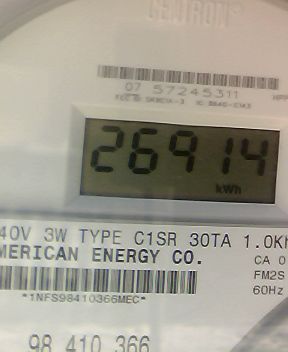 CENTRON
07 57245311
26914
kWh
40V 3W TYPE C1SR 30TA 1.0Kh
MERICAN ENERGY CO.
CA 0
FM2S
60Hz
*1NFS98410366MEC*
98 410 366